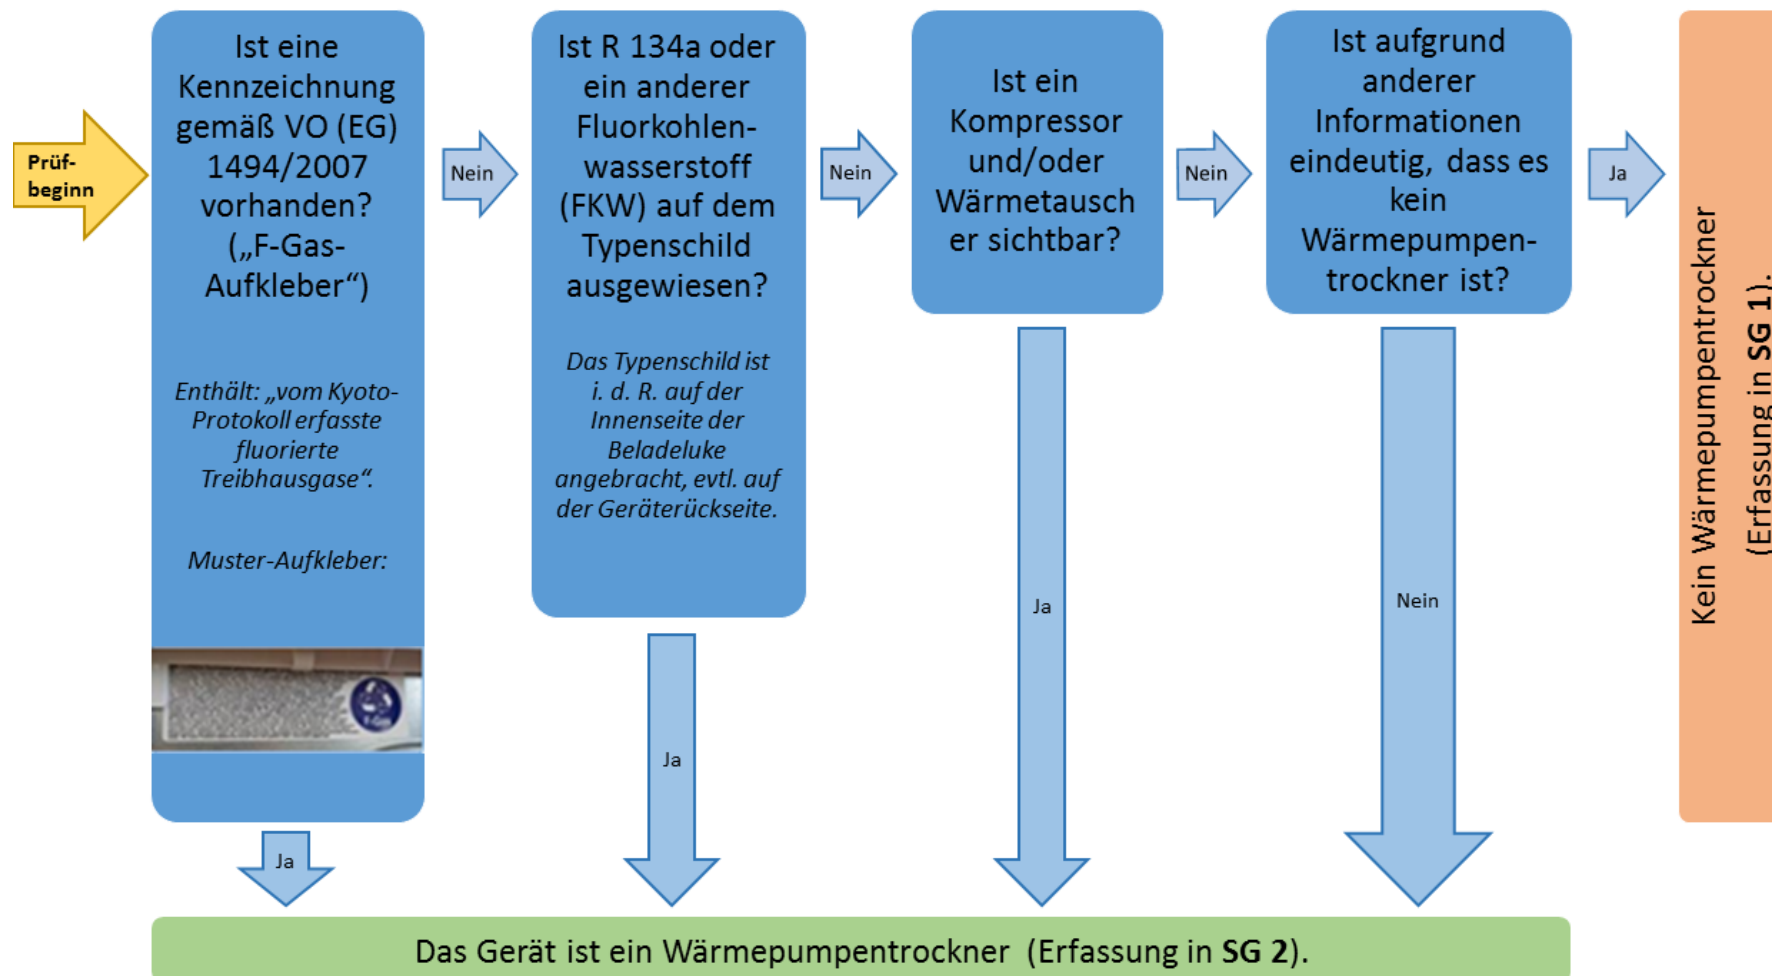 Prüf-
beginn
Ist eine
Kennzeichnung
gemäß VO (EG)
1494/2007
vorhanden?
(„F-Gas-
Aufkleber“)
Enthält: „vom Kyoto-
Protokoll erfasste
fluorierte
Treibhausgase“.
Muster-Aufkleber:
F-Gas
Ja
Nein
Ist R 134a oder
ein anderer
Fluorkohlen-
wasserstoff
(FKW) auf dem
Typenschild
ausgewiesen?
Das Typenschild ist
i. d. R. auf der
Innenseite der
Beladeluke
angebracht, evtl. auf
der Geräterückseite.
Ja
Nein
Ist ein
Kompressor
und/oder
Wärmetausch
er sichtbar?
Ja
Nein
Ist aufgrund
anderer
Informationen
eindeutig, dass es
kein
Wärmepumpen-
trockner ist?
Nein
Ja
Kein Wärmepumpentrockner
(Erfassung in SG 1).
Das Gerät ist ein Wärmepumpentrockner (Erfassung in SG 2).